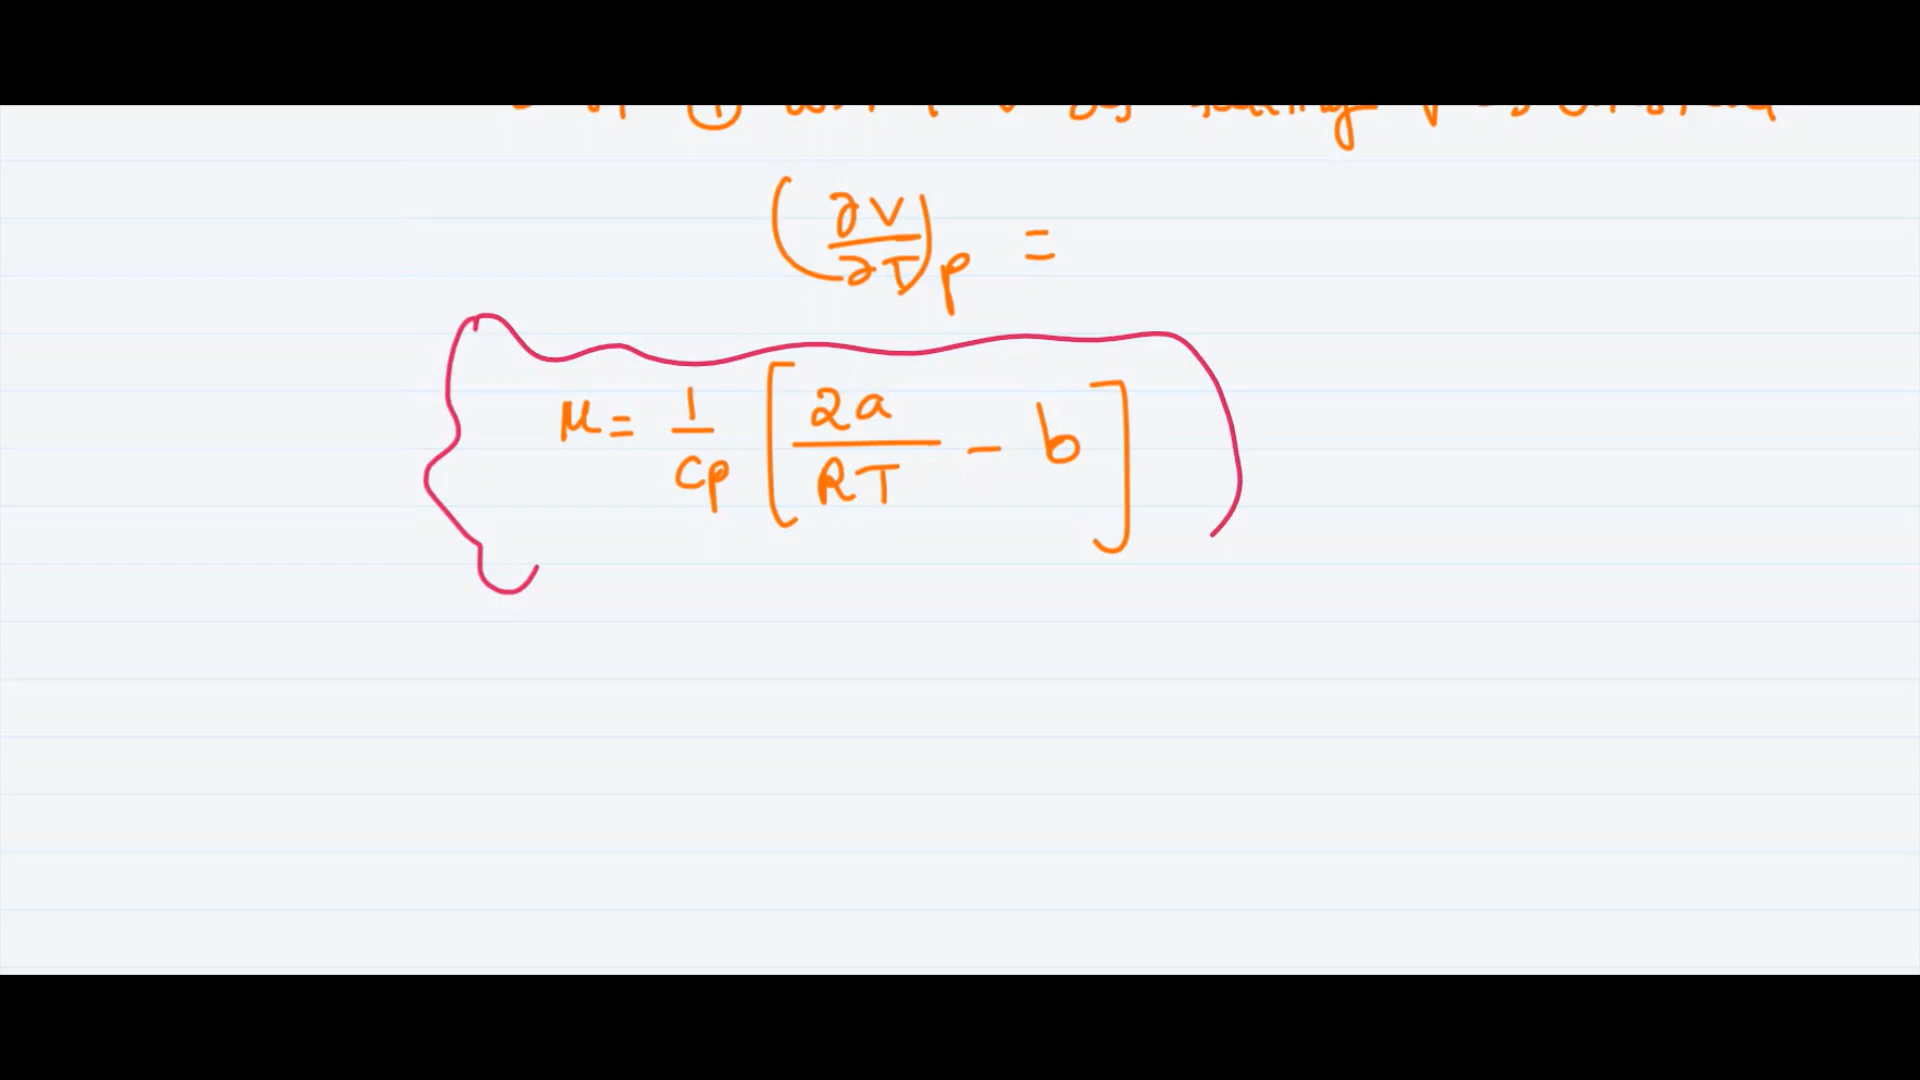 (∂V/∂T)p =
μ = 1/Cp [2a/RT - b]